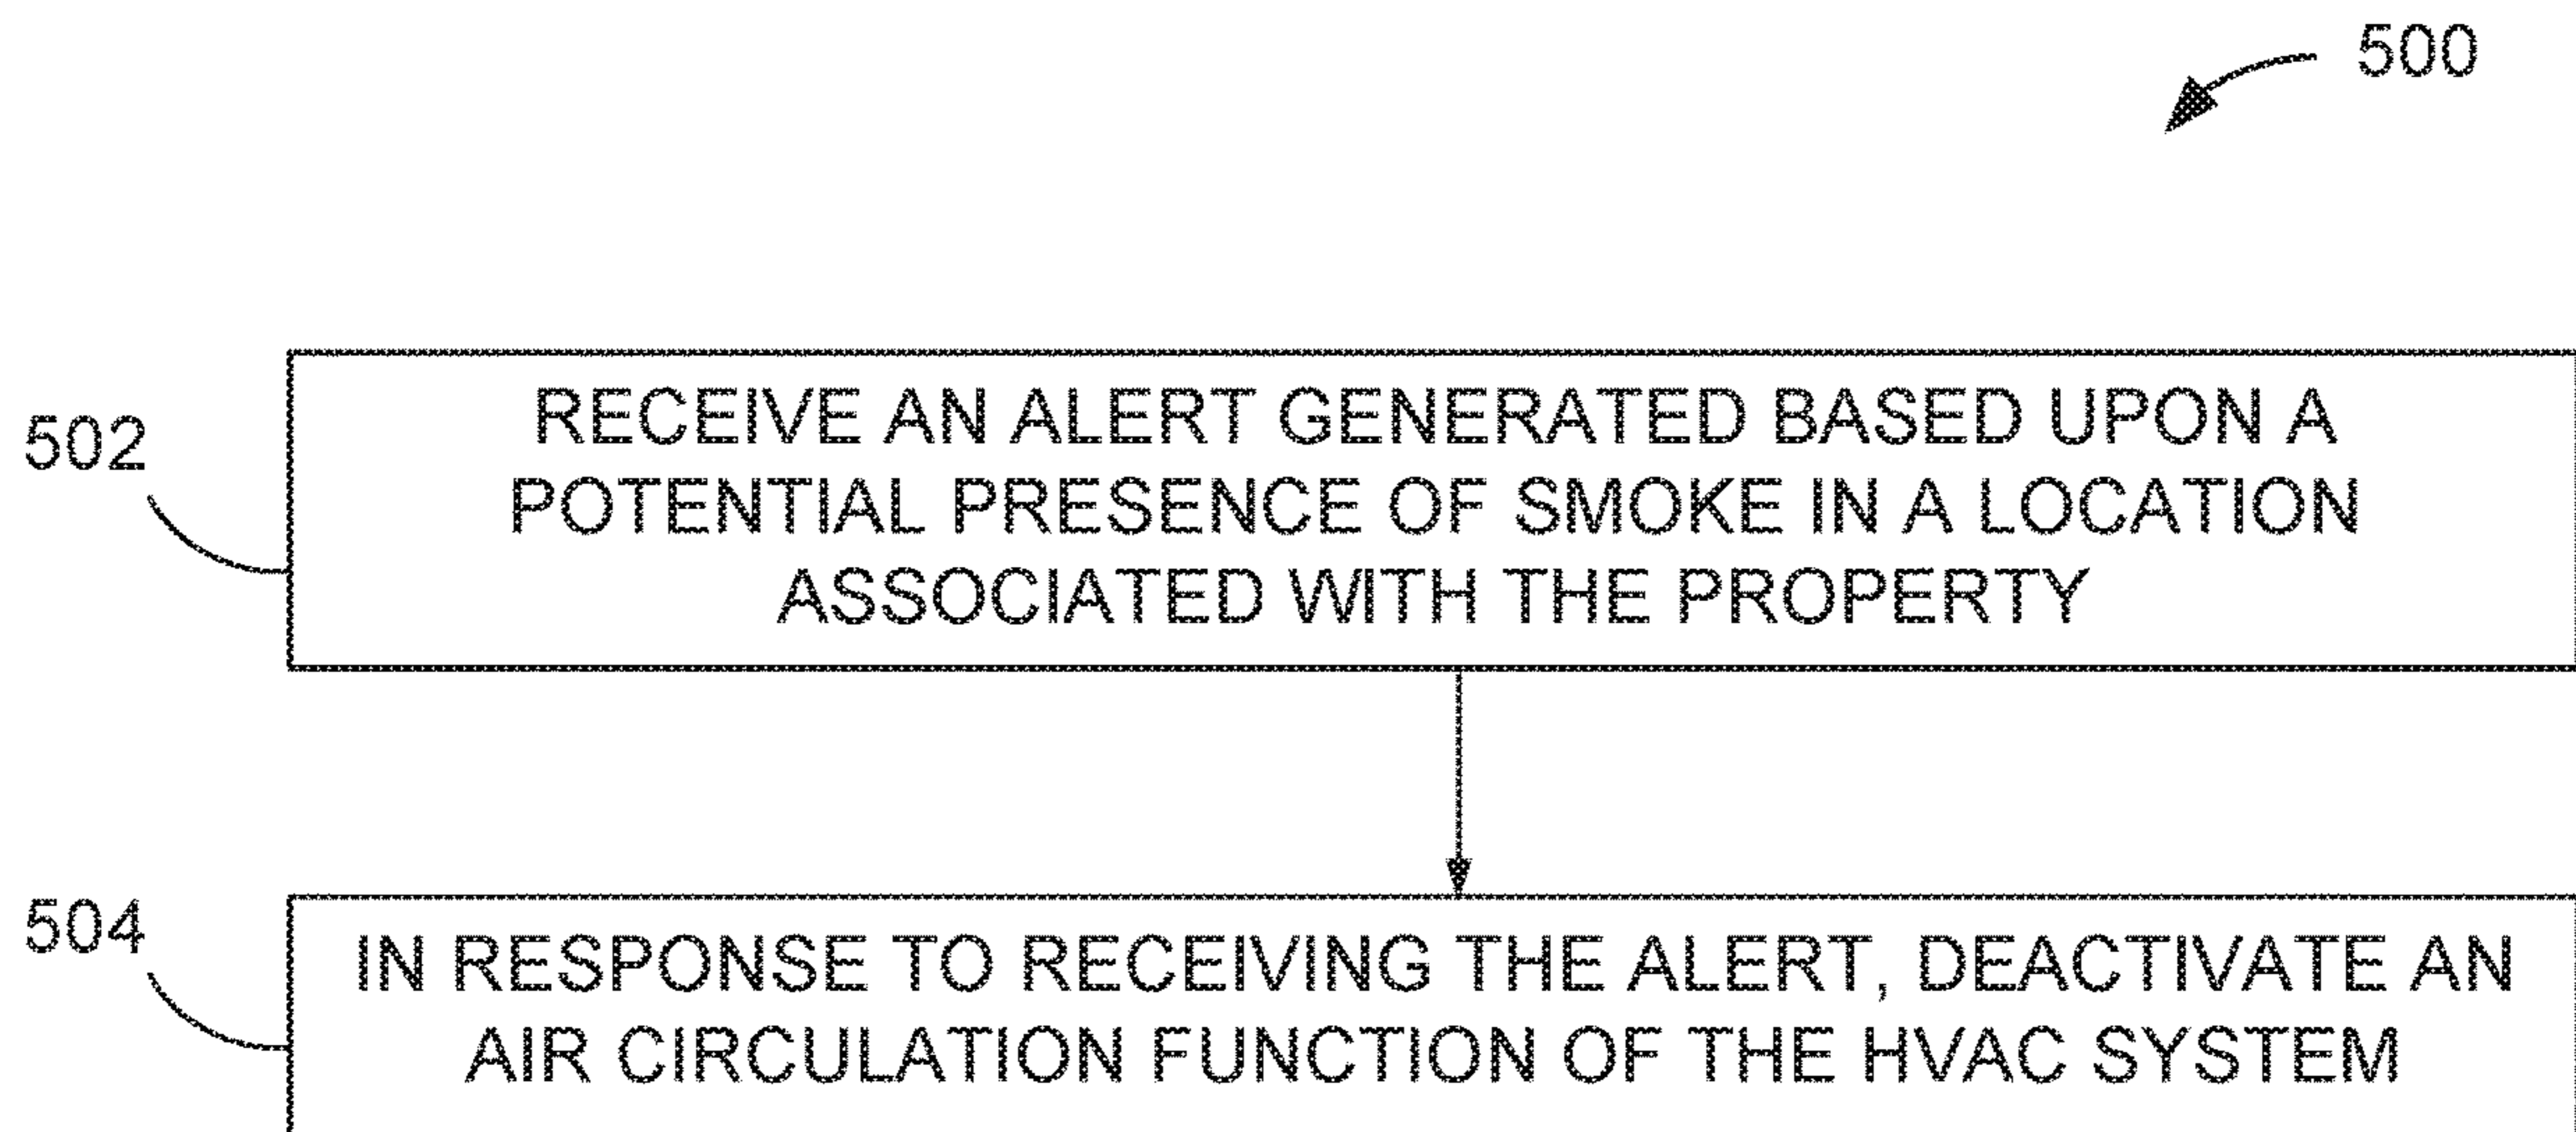 500
502
RECEIVE AN ALERT GENERATED BASED UPON A
POTENTIAL PRESENCE OF SMOKE IN A LOCATION
ASSOCIATED WITH THE PROPERTY
504
IN RESPONSE TO RECEIVING THE ALERT, DEACTIVATE AN
AIR CIRCULATION FUNCTION OF THE HVAC SYSTEM